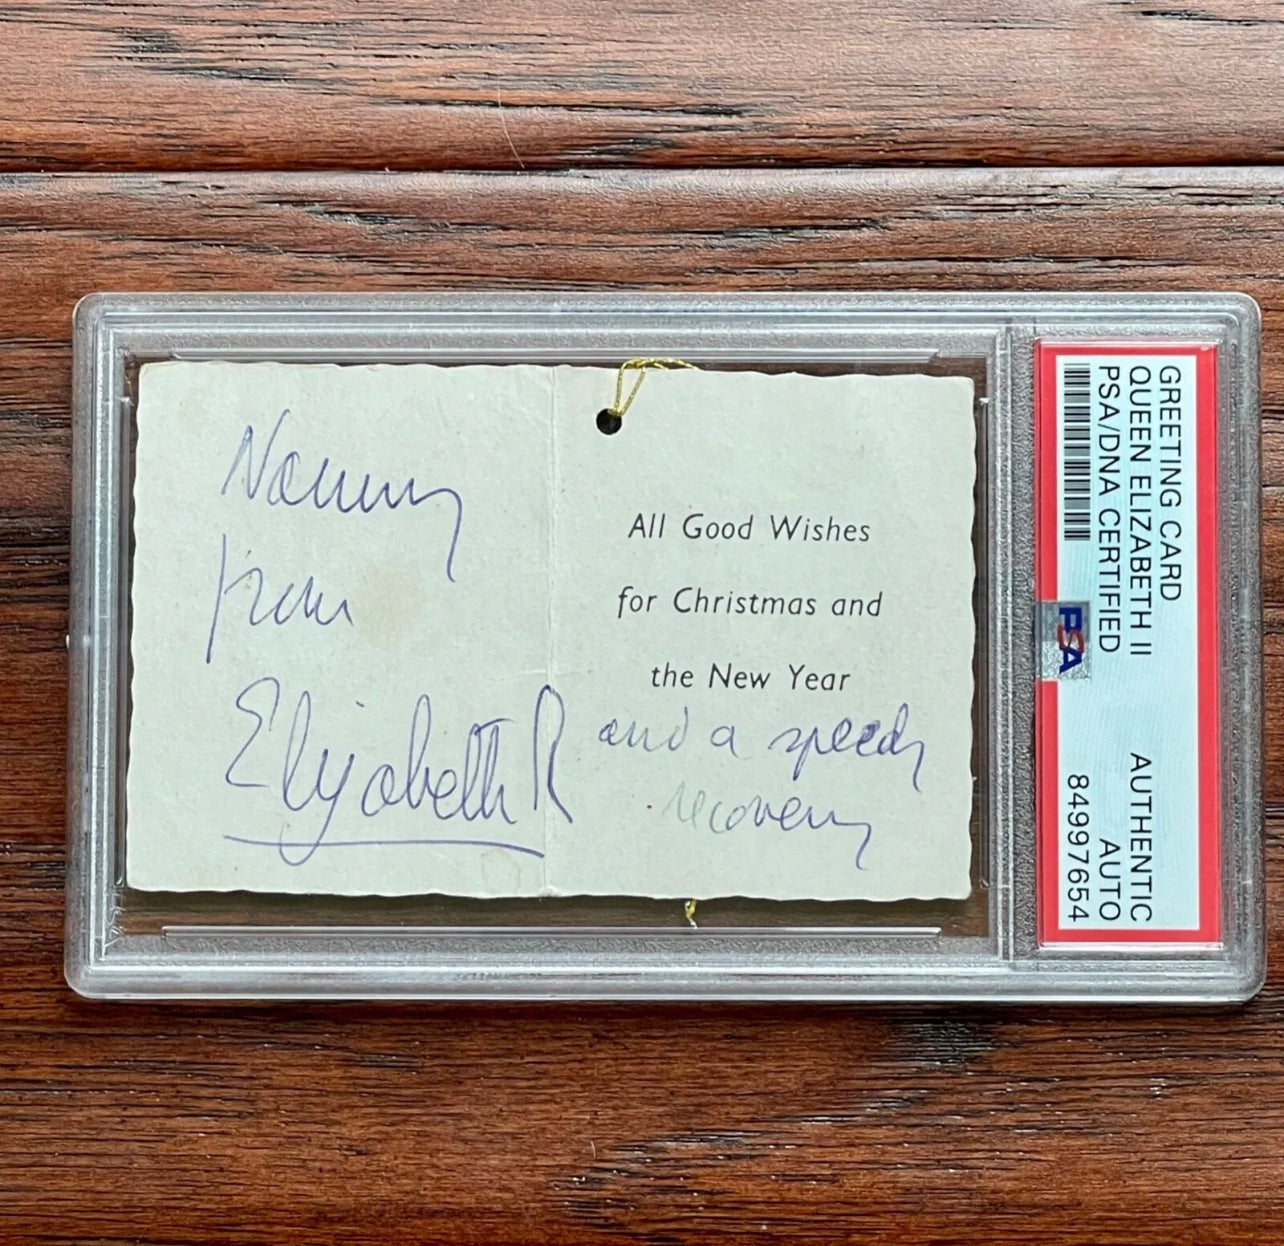 Nanny
from
Elizabeth R
All Good Wishes
for Christmas and
the New Year
and a speedy
recovery
GREETING CARD
QUEEN ELIZABETH II
PSA/DNA CERTIFIED
AUTHENTIC
AUTO
84997654
PSA